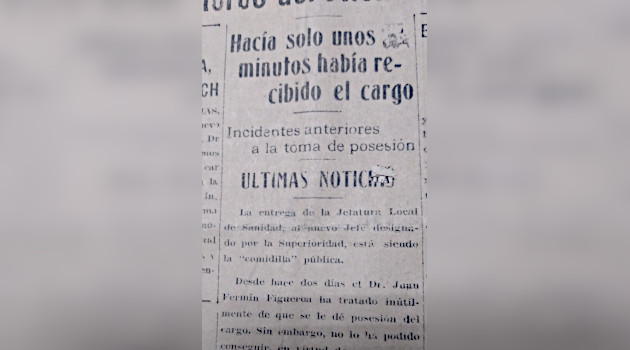 Hacía solo unos
minutos había re-
cibido el cargo
Incidentes anteriores
a la toma de posesión
ULTIMAS
La entrega de la Jefatura Local
de Sanidad, al nuevo Jefe designa-
do por la Superioridad, está siendo
la "comidilla" pública.
Desde hace dos días el Dr. Juan
Fermín Figueroa ha tratado inútil-
mente de que se le dé posesión del
cargo. Sin embargo, no lo ha podido
conseguir, en virtud